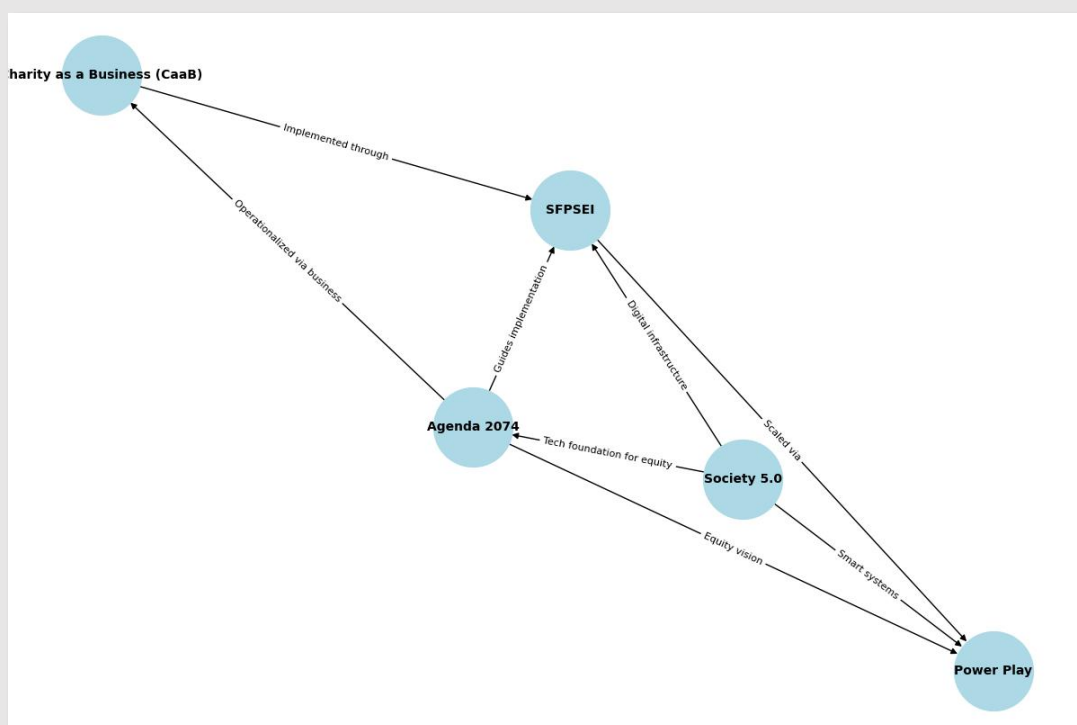 harity as a Business (CaaB)
Implemented through
SFPSEI
Operationalized via business
Guides implementation
Digital infrastructure
Agenda 2074
Tech foundation for equity
Scaled via
Society 5.0
Equity vision
Smart systems
Power Play